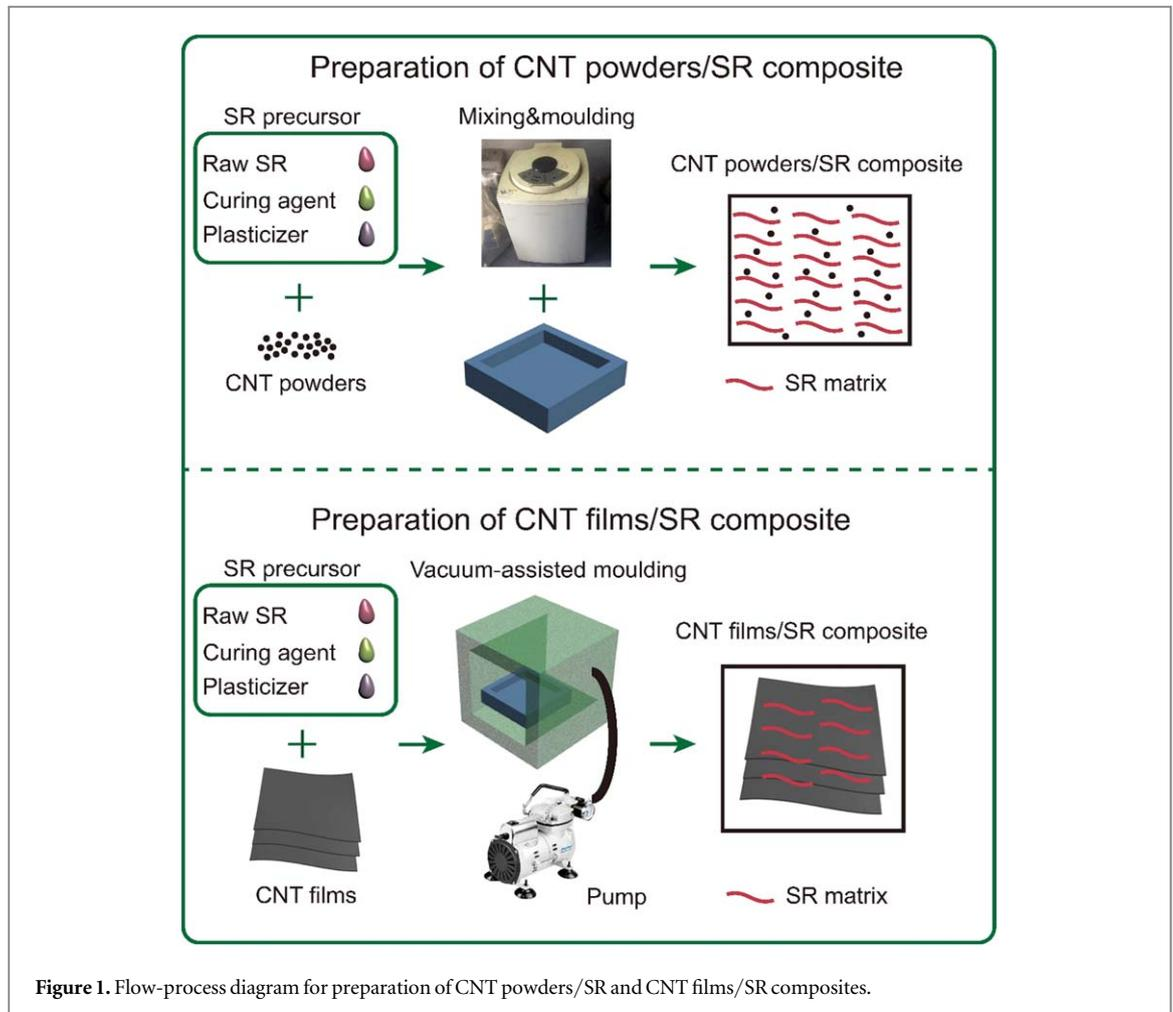 Preparation of CNT powders/SR composite
SR precursor
Raw SR
Curing agent
Plasticizer
+
CNT powders
Mixing&moulding
+
CNT powders/SR composite
SR matrix
Preparation of CNT films/SR composite
SR precursor
Raw SR
Curing agent
Plasticizer
+
CNT films
Vacuum-assisted moulding
Pump
CNT films/SR composite
SR matrix
Figure 1. Flow-process diagram for preparation of CNT powders/SR and CNT films/SR composites.